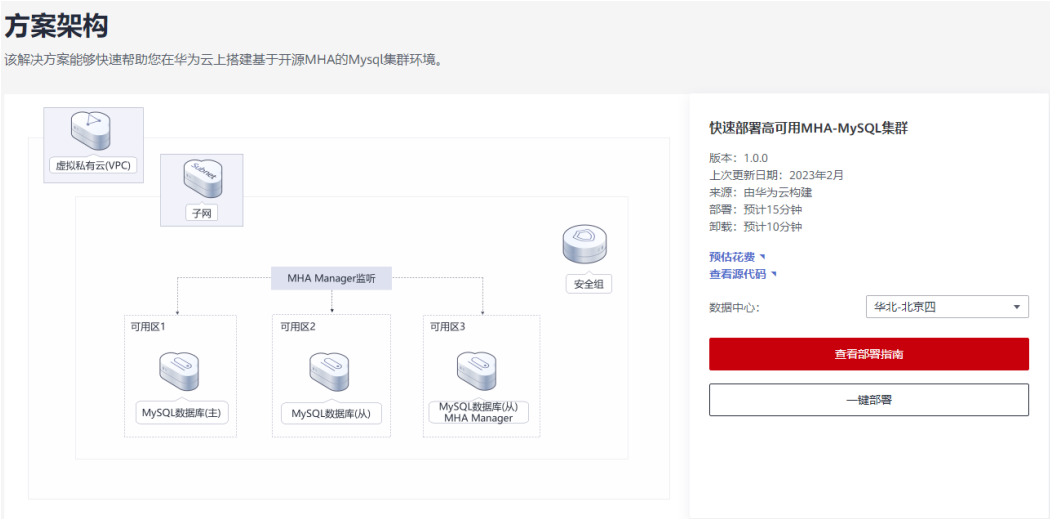 方案架构
该解决方案能够快速帮助您在华为云上搭建基于开源MHA的Mysql集群环境。
虚拟私有云(VPC)
Subnet
子网
安全组
MHA Manager监听
可用区1
MySQL数据库(主)
可用区2
MySQL数据库(从)
可用区3
MySQL数据库(从)
MHA Manager
快速部署高可用MHA-MySQL集群
版本：1.0.0
上次更新日期：2023年2月
来源：由华为云构建
部署：预计15分钟
卸载：预计10分钟
预估花费
查看源代码
数据中心：
华北-北京四
查看部署指南
一键部署